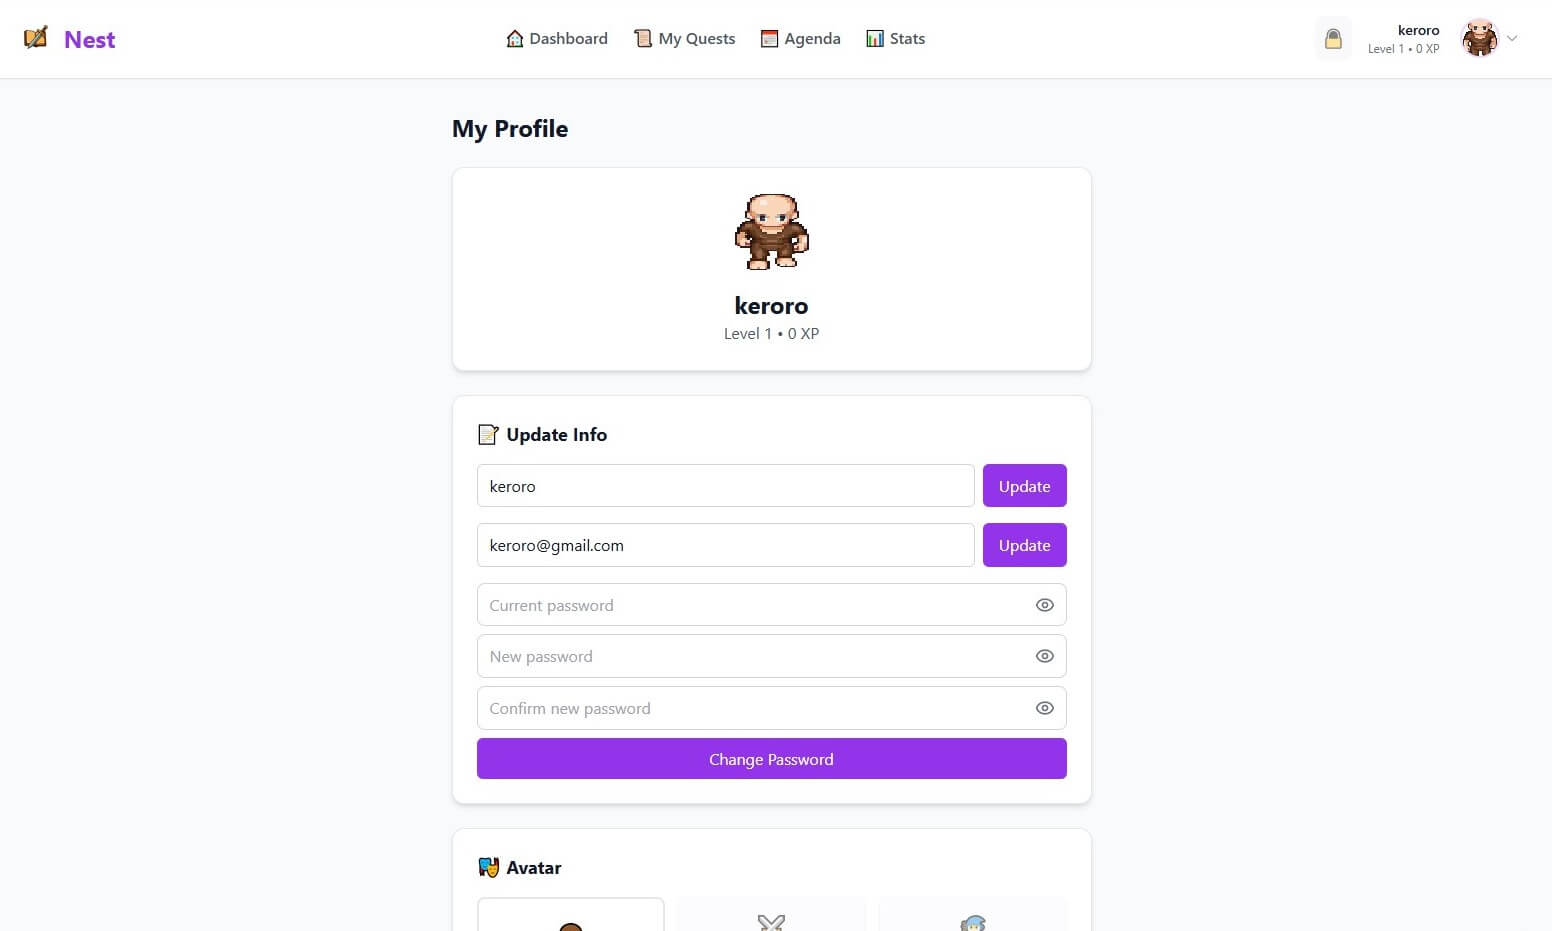 Nest
Dashboard
My Quests
Agenda
Stats
keroro
Level 1 • 0 XP
My Profile
keroro
Level 1 • 0 XP
Update Info
keroro
Update
keroro@gmail.com
Update
Current password
New password
Confirm new password
Change Password
Avatar